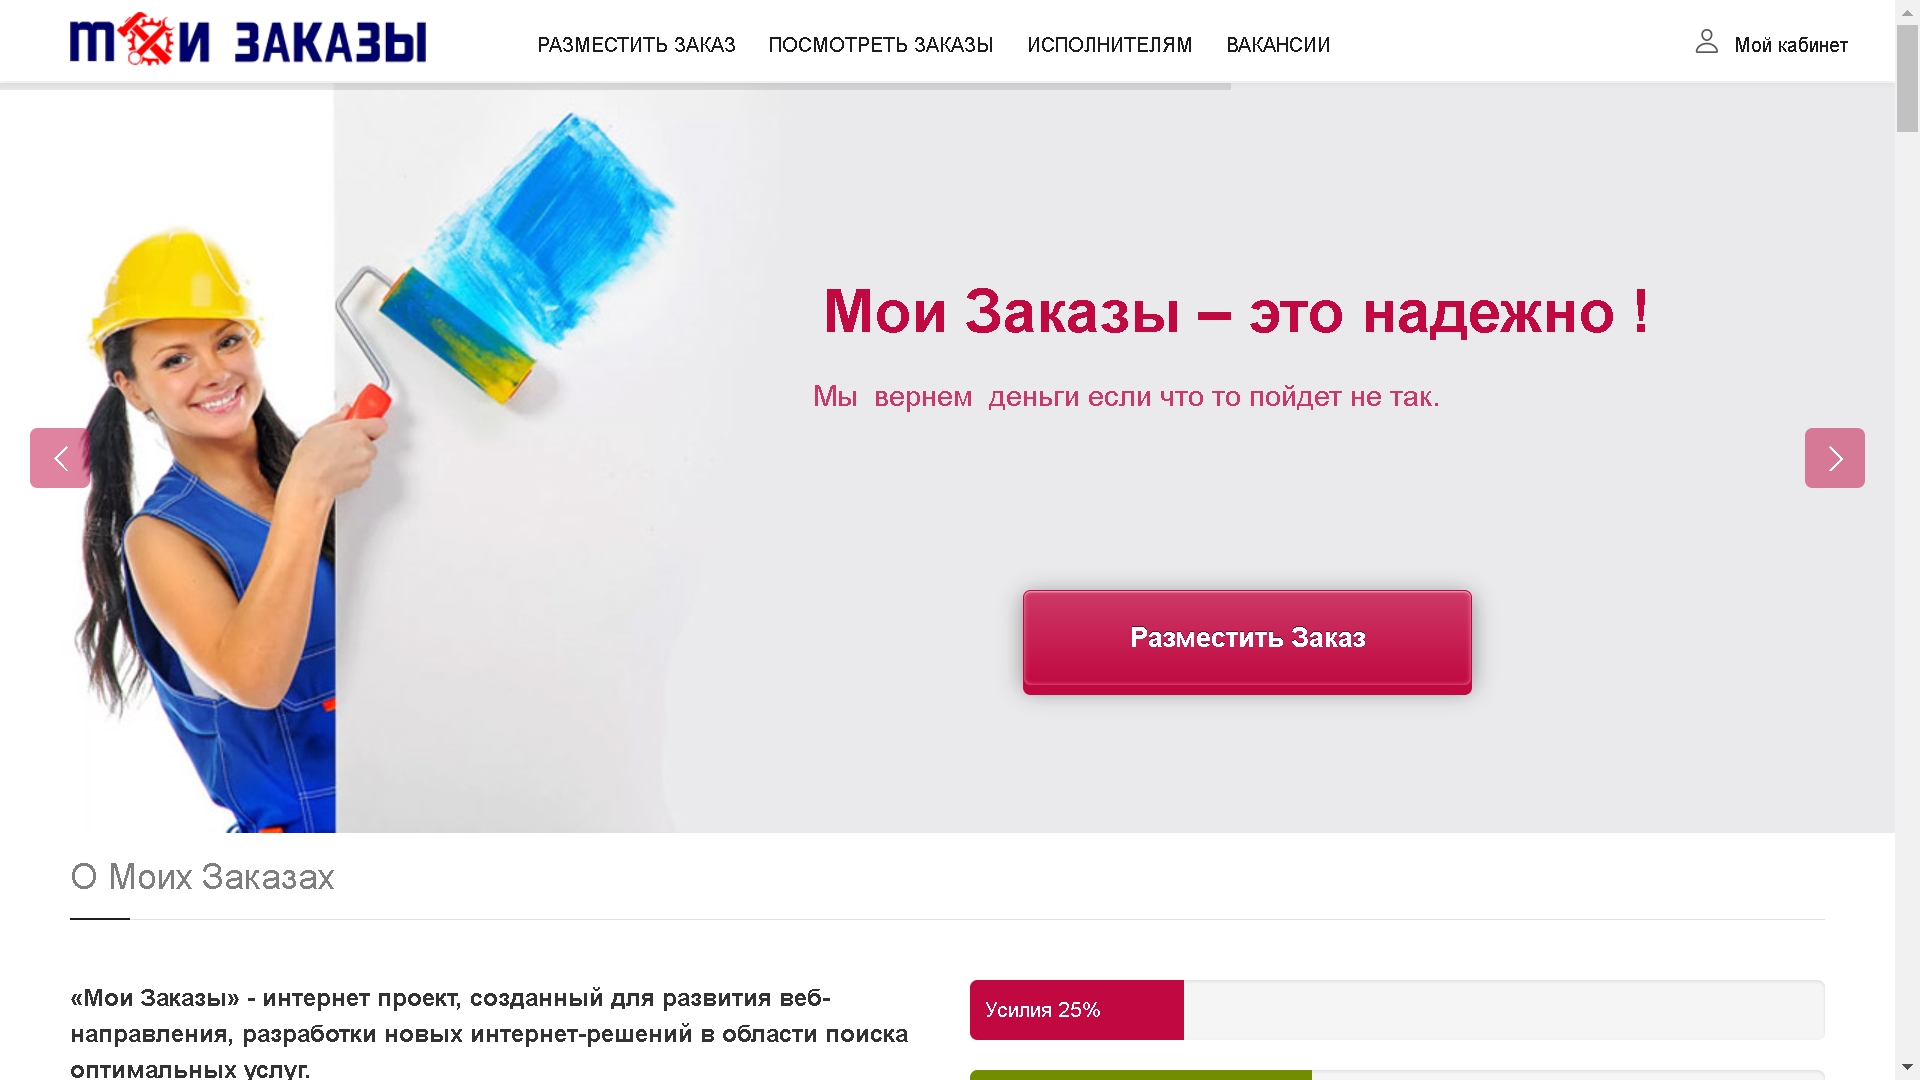 мои ЗАКАЗЫ
РАЗМЕСТИТЬ ЗАКАЗ ПОСМОТРЕТЬ ЗАКАЗЫ ИСПОЛНИТЕЛЯМ ВАКАНСИИ Мой кабинет
Мои Заказы – это надежно !
Мы вернем деньги если что то пойдет не так.
Разместить Заказ
О Моих Заказах
«Мои Заказы» - интернет проект, созданный для развития веб-
направления, разработки новых интернет-решений в области поиска
оптимальных услуг.
Усилия 25%